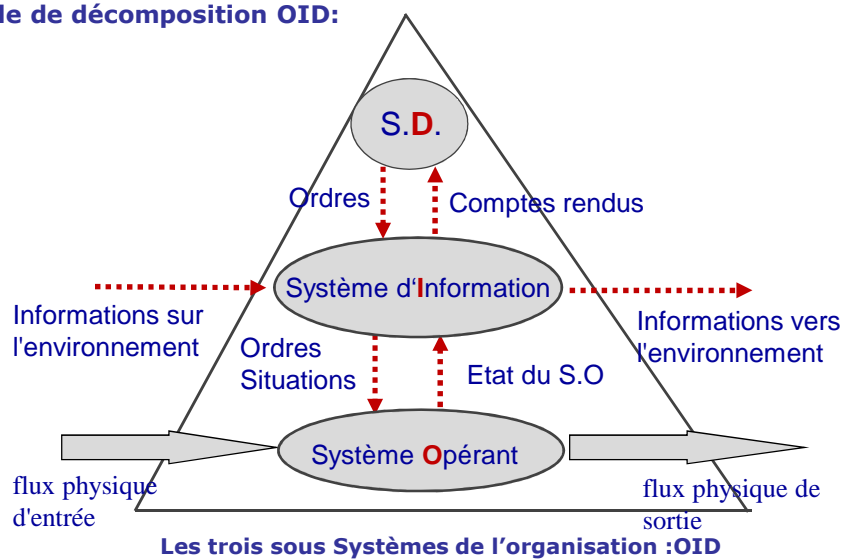 le de décomposition OID:
S.D.
Ordres
Comptes rendus
Système d‘Information
Informations sur
l'environnement
Informations vers
l'environnement
Ordres
Situations
Etat du S.O
Système Opérant
flux physique
d'entrée
flux physique de
sortie
Les trois sous Systèmes de l’organisation :OID